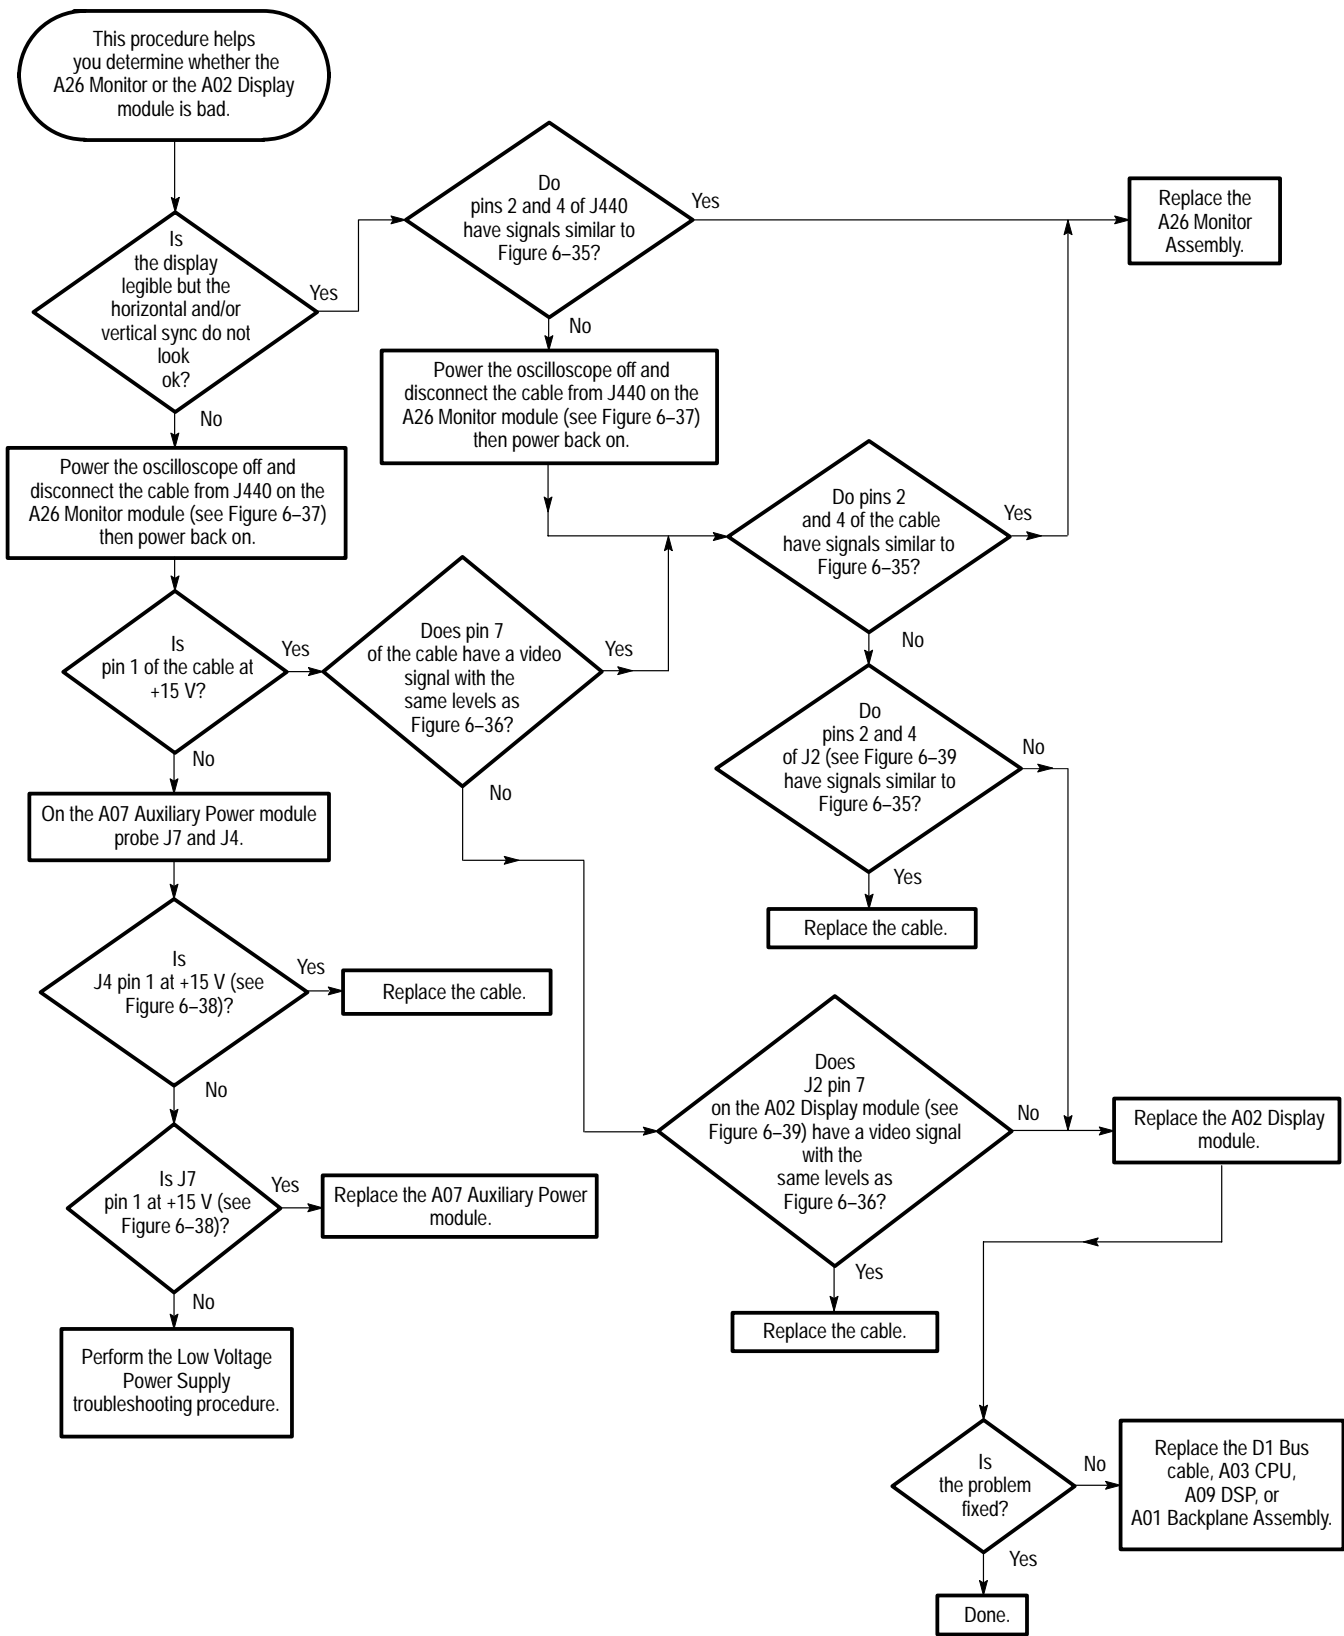 This procedure helps
you determine whether the
A26 Monitor or the A02 Display
module is bad.
Is
the display
legible but the
horizontal and/or
vertical sync do not
look
ok?
Yes
No
Do
pins 2 and 4 of J440
have signals similar to
Figure 6–35?
Yes
No
Replace the
A26 Monitor
Assembly.
Power the oscilloscope off and
disconnect the cable from J440 on the
A26 Monitor module (see Figure 6–37)
then power back on.
Power the oscilloscope off and
disconnect the cable from J440 on the
A26 Monitor module (see Figure 6–37)
then power back on.
Do pins 2
and 4 of the cable
have signals similar to
Figure 6–35?
Yes
No
Is
pin 1 of the cable at
+15 V?
Yes
No
Does pin 7
of the cable have a video
signal with the
same levels as
Figure 6–36?
Yes
No
Do
pins 2 and 4
of J2 (see Figure 6–39
have signals similar to
Figure 6–35?
No
Yes
Replace the cable.
On the A07 Auxiliary Power module
probe J7 and J4.
Is
J4 pin 1 at +15 V (see
Figure 6–38)?
Yes
No
Replace the cable.
Does
J2 pin 7
on the A02 Display module (see
Figure 6–39) have a video signal
with the
same levels as
Figure 6–36?
No
Yes
Replace the A02 Display
module.
Replace the cable.
Is J7
pin 1 at +15 V (see
Figure 6–38)?
Yes
No
Replace the A07 Auxiliary Power
module.
Perform the Low Voltage
Power Supply
troubleshooting procedure.
Is
the problem
fixed?
No
Yes
Replace the D1 Bus
cable, A03 CPU,
A09 DSP, or
A01 Backplane Assembly.
Done.